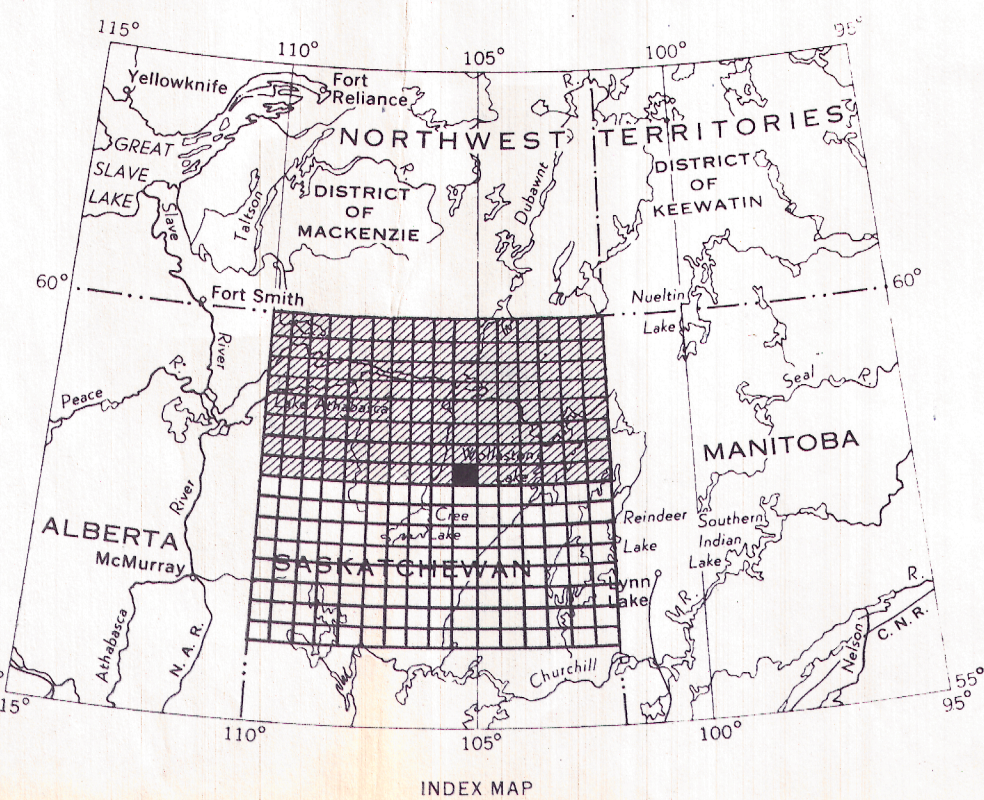 115°
110°
105°
100°
95°
Yellowknife
Fort
Reliance
R.
NORTHWEST TERRITORIES
GREAT
SLAVE
LAKE
Slave
Taltson
R.
DISTRICT
OF
MACKENZIE
Dubawnt
DISTRICT
OF
KEEWATIN
60°
Fort Smith
Nueltin
Lake
60°
River
R.
Peace
Lake Athabasca
Seal R.
Wollaston
Lake
MANITOBA
River
Cree
Lake
Reindeer
Lake
Southern
Indian
Lake
ALBERTA
McMurray
SASKATCHEWAN
Lynn
Lake
R.
R.
Athabasca
N. A. R.
Churchill
Nelson
C. N. R.
55°
95°
15°
110°
105°
100°
INDEX MAP